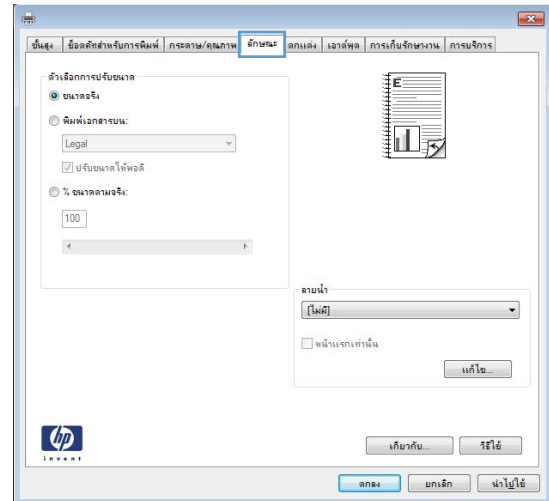 ขั้นสูง ช็อตคัทสำหรับการพิมพ์ กระดาษ/คุณภาพ ลักษณะ ตกแต่ง เอาต์พุต การเก็บรักษางาน การบริการ
ตัวเลือกการปรับขนาด
ขนาดจริง
พิมพ์เอกสารบน:
Legal
ปรับขนาดให้พอดี
% ขนาดตามจริง:
100
E
ลายน้ำ
[ไม่มี]
หน้าแรกเท่านั้น
แก้ไข...
hp
invent
เกี่ยวกับ... วิธีใช้
ตกลง ยกเลิก นำไปใช้